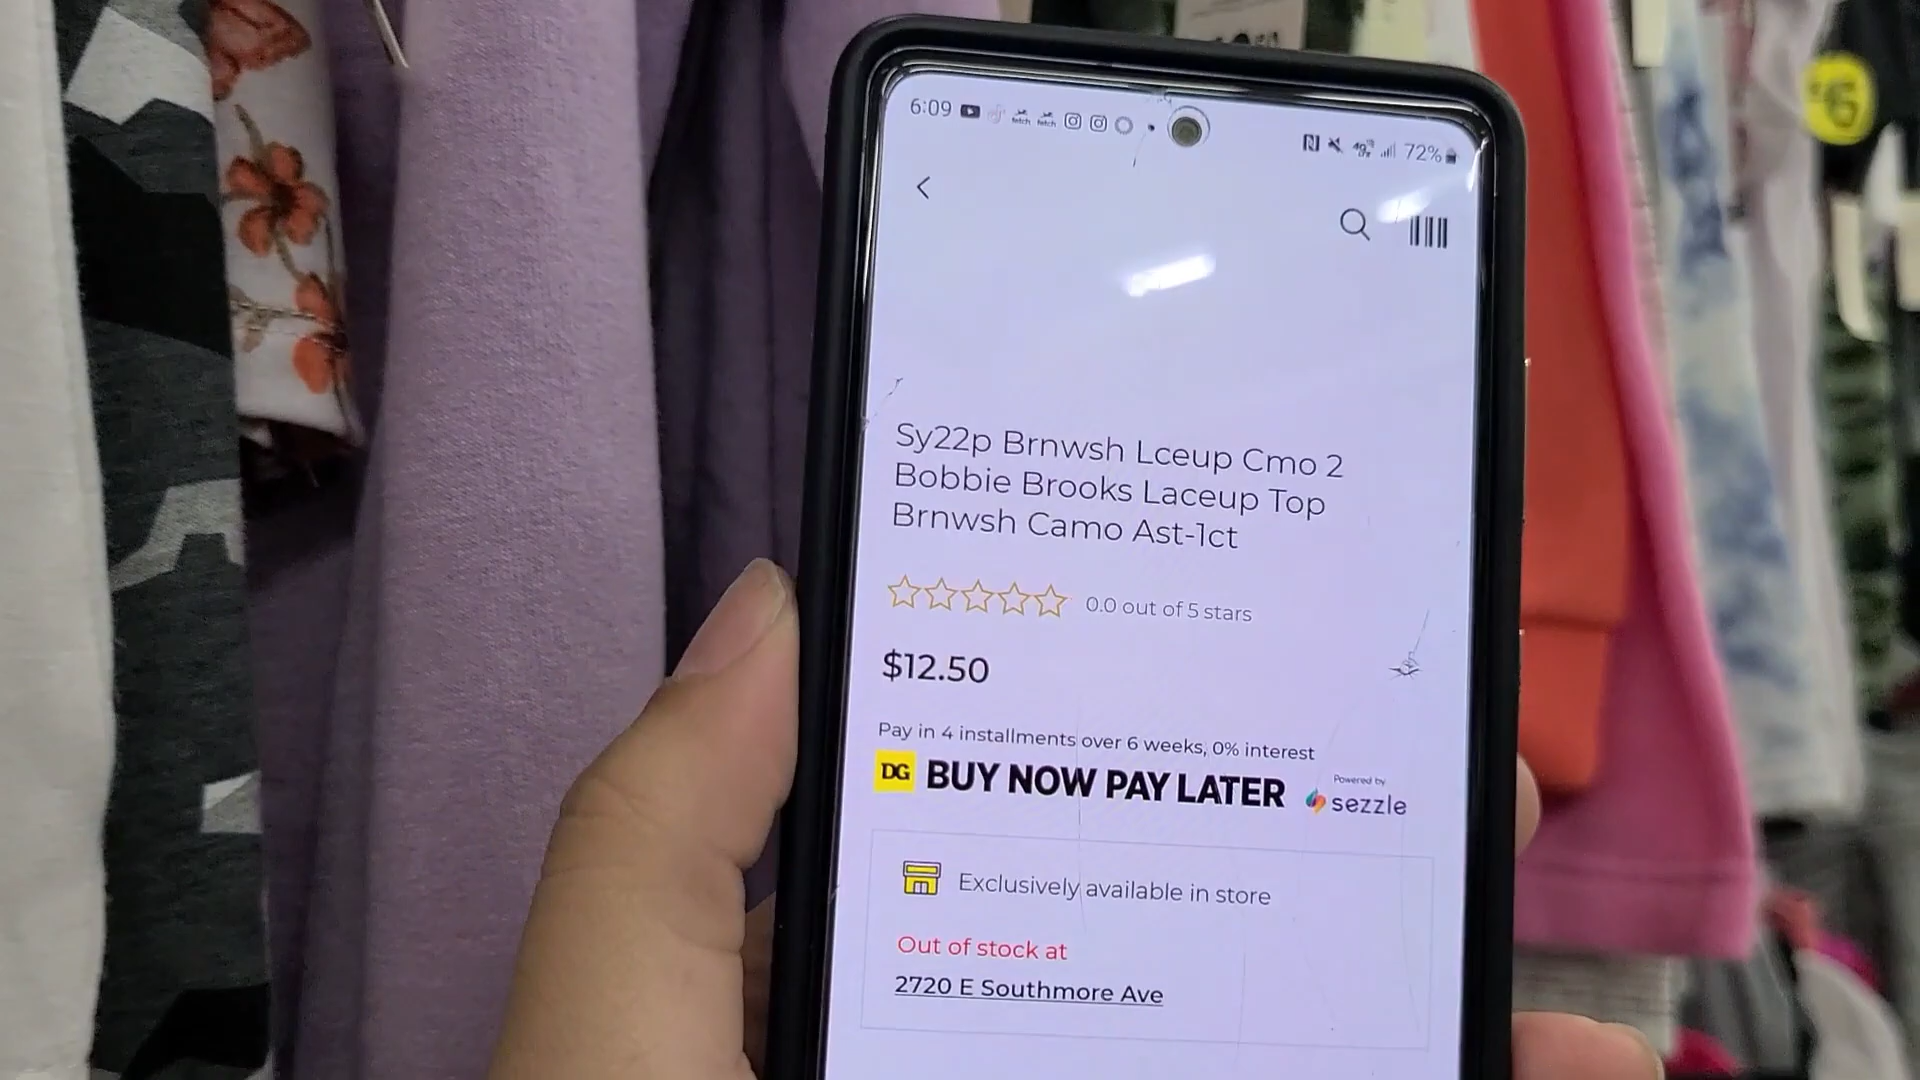 6:09
72%
Sy22p Brnwsh Lceup Cmo 2
Bobbie Brooks Laceup Top
Brnwsh Camo Ast-1ct
0.0 out of 5 stars
$12.50
Pay in 4 installments over 6 weeks, 0% interest
DG BUY NOW PAY LATER
Powered by
sezzle
Exclusively available in store
Out of stock at
2720 E Southmore Ave